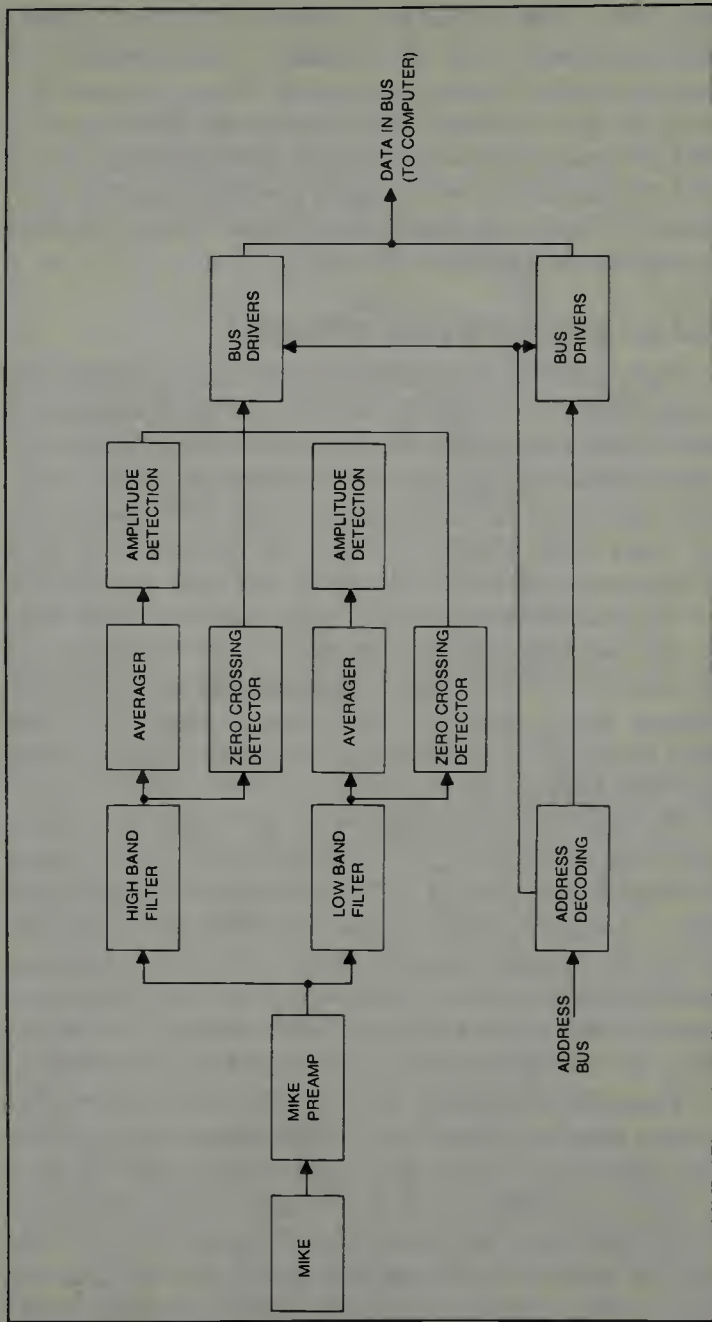 MIKE
MIKE
PREAMP
HIGH BAND
FILTER
AVERAGER
AMPLITUDE
DETECTION
ZERO CROSSING
DETECTOR
LOW BAND
FILTER
AVERAGER
AMPLITUDE
DETECTION
ZERO CROSSING
DETECTOR
BUS
DRIVERS
DATA IN BUS
(TO COMPUTER)
ADDRESS
BUS
ADDRESS
DECODING
BUS
DRIVERS